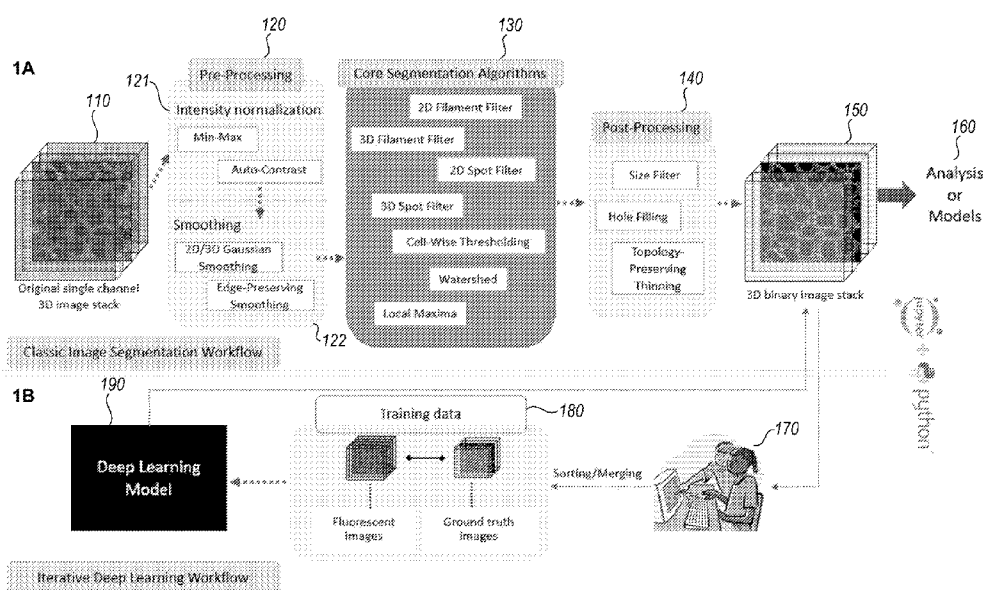 120
130
1A
Pre-Processing
Core Segmentation Algorithms
121
140
110
Intensity normalization
2D Filament Filter
150
160
Min-Max
3D Filament Filter
Post-Processing
Auto-Contrast
2D Spot Filter
Size Filter
Analysis
or
Models
3D Spot Filter
Smoothing
Hole Filling
Cell-Wise Thresholding
2D/3D Gaussian
Smoothing
Topology-
Preserving
Thinning
Watershed
Original single channel
3D image stack
Edge-Preserving
Smoothing
3D binary image stack
Local Maxima
122
Classic Image Segmentation Workflow
jupyter
+
python
190
1B
180
Training data
170
Deep Learning
Model
Sorting/Merging
Fluorescent
images
Ground truth
images
Iterative Deep Learning Workflow